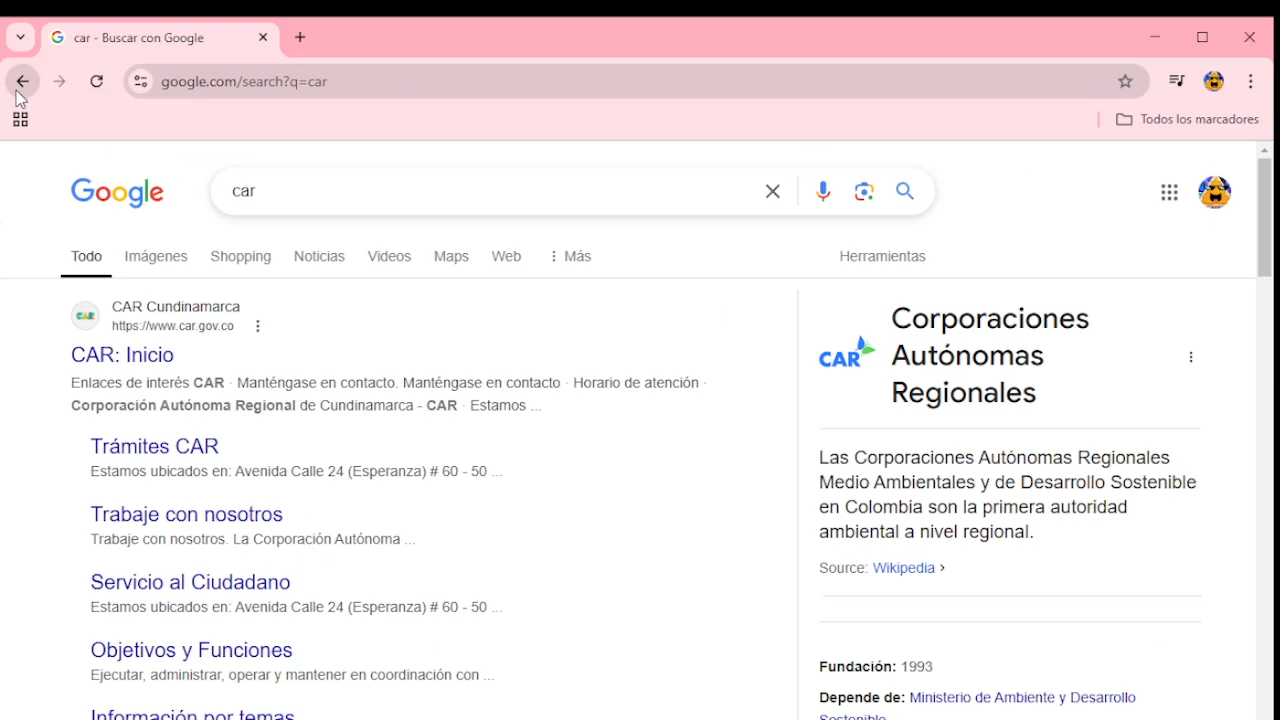 car - Buscar con Google
google.com/search?q=car
Todos los marcadores
Google
car
Todo
Imágenes
Shopping
Noticias
Videos
Maps
Web
Más
Herramientas
CAR
CAR Cundinamarca
https://www.car.gov.co
CAR: Inicio
Enlaces de interés CAR · Manténgase en contacto. Manténgase en contacto · Horario de atención ·
Corporación Autónoma Regional de Cundinamarca - CAR · Estamos ...
Trámites CAR
Estamos ubicados en: Avenida Calle 24 (Esperanza) # 60 - 50 ...
Trabaje con nosotros
Trabaje con nosotros. La Corporación Autónoma ...
Servicio al Ciudadano
Estamos ubicados en: Avenida Calle 24 (Esperanza) # 60 - 50 ...
Objetivos y Funciones
Ejecutar, administrar, operar y mantener en coordinación con ...
Información por temas
CAR
Corporaciones
Autónomas
Regionales
Las Corporaciones Autónomas Regionales
Medio Ambientales y de Desarrollo Sostenible
en Colombia son la primera autoridad
ambiental a nivel regional.
Source: Wikipedia ›
Fundación: 1993
Depende de: Ministerio de Ambiente y Desarrollo
Sostenible